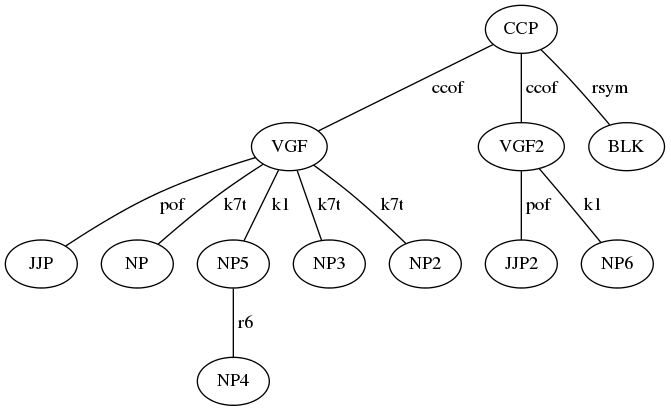 CCP
ccof ccof rsym
VGF VGF2 BLK
pof k7t k1 k7t k7t pof k1
JJP NP NP5 NP3 NP2 JJP2 NP6
r6
NP4